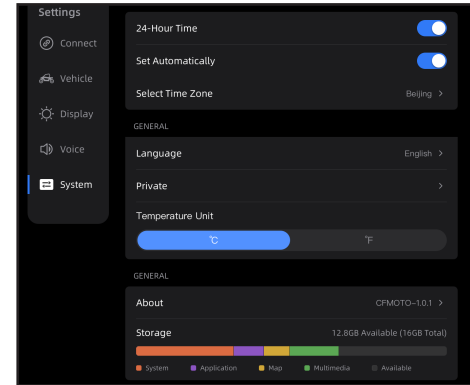 Settings
Connect
Vehicle
Display
Voice
System
24-Hour Time
Set Automatically
Select Time Zone Beijing >
GENERAL
Language English >
Private >
Temperature Unit
℃ °F
GENERAL
About CFMOTO-1.0.1 >
Storage 12.8GB Available (16GB Total)
System Application Map Multimedia Available